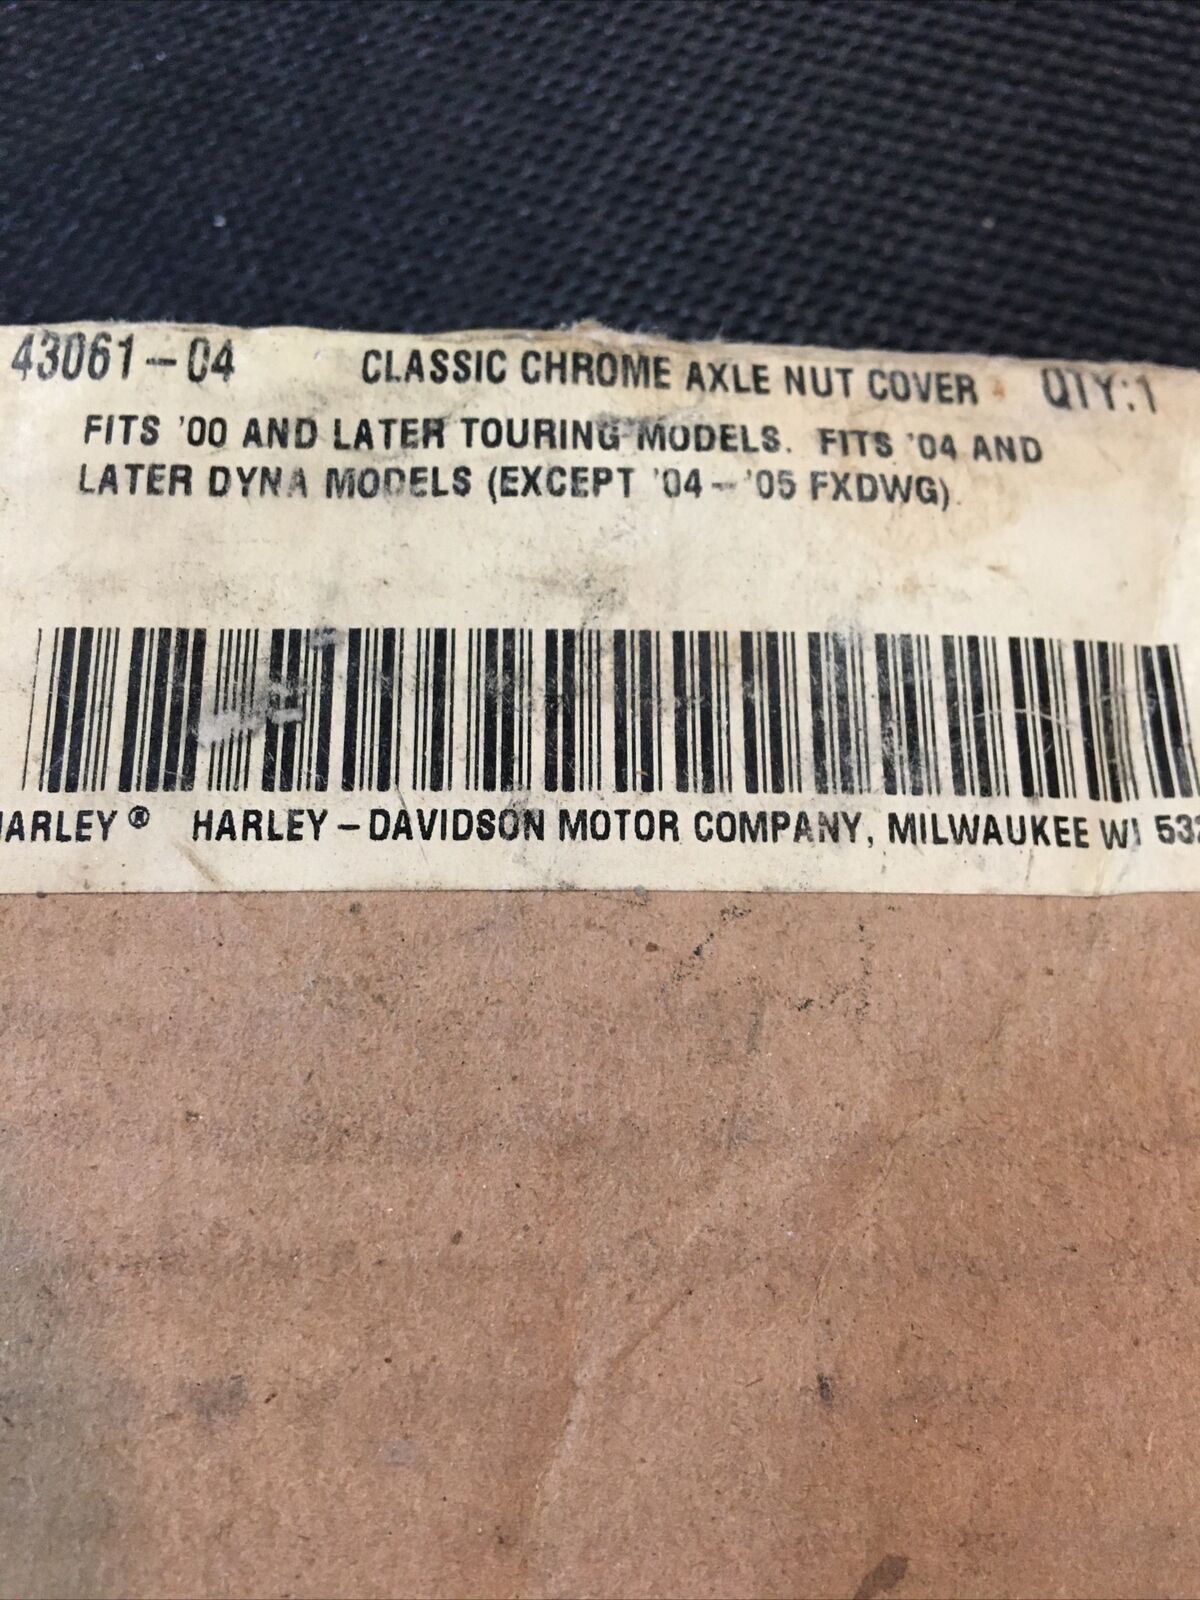 43061-04 CLASSIC CHROME AXLE NUT COVER QTY:1
FITS '00 AND LATER TOURING MODELS. FITS '04 AND
LATER DYNA MODELS (EXCEPT '04-'05 FXDWG).
HARLEY® HARLEY-DAVIDSON MOTOR COMPANY, MILWAUKEE WI